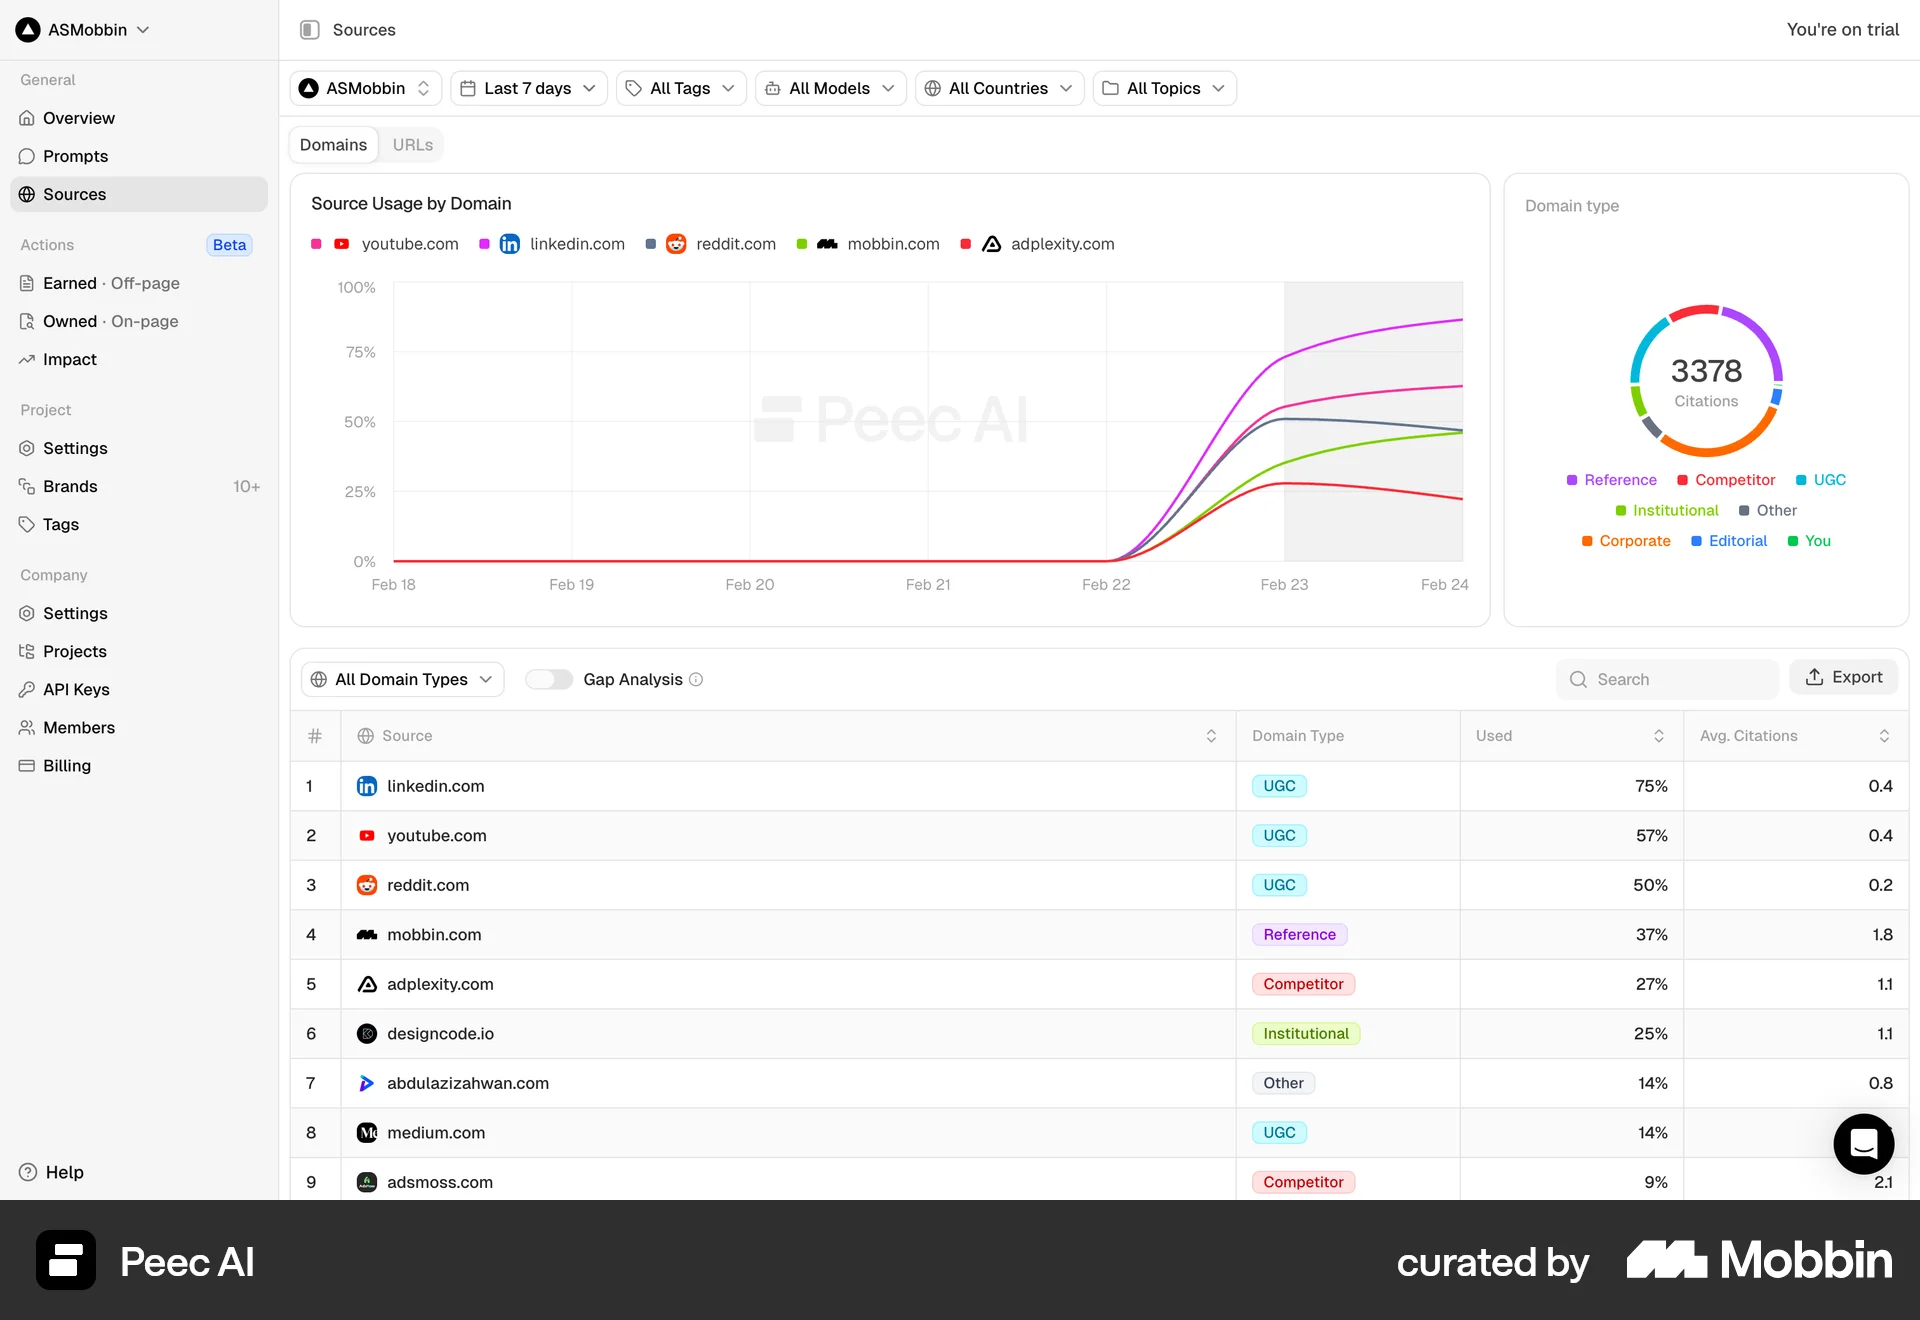 ASMobbin
General
Overview
Prompts
Sources
Actions Beta
Earned · Off-page
Owned · On-page
Impact
Project
Settings
Brands 10+
Tags
Company
Settings
Projects
API Keys
Members
Billing
Help
Sources
You're on trial
ASMobbin Last 7 days All Tags All Models All Countries All Topics
Domains URLs
Source Usage by Domain
youtube.com linkedin.com reddit.com mobbin.com adplexity.com
100%
75%
50%
25%
0%
Peec AI
Feb 18 Feb 19 Feb 20 Feb 21 Feb 22 Feb 23 Feb 24
Domain type
3378
Citations
Reference Competitor UGC
Institutional Other
Corporate Editorial You
All Domain Types Gap Analysis Search Export
# Source Domain Type Used Avg. Citations
1 linkedin.com UGC 75% 0.4
2 youtube.com UGC 57% 0.4
3 reddit.com UGC 50% 0.2
4 mobbin.com Reference 37% 1.8
5 adplexity.com Competitor 27% 1.1
6 designcode.io Institutional 25% 1.1
7 abdulazizahwan.com Other 14% 0.8
8 medium.com UGC 14%
9 adsmoss.com Competitor 9% 2.1
Peec AI
curated by Mobbin